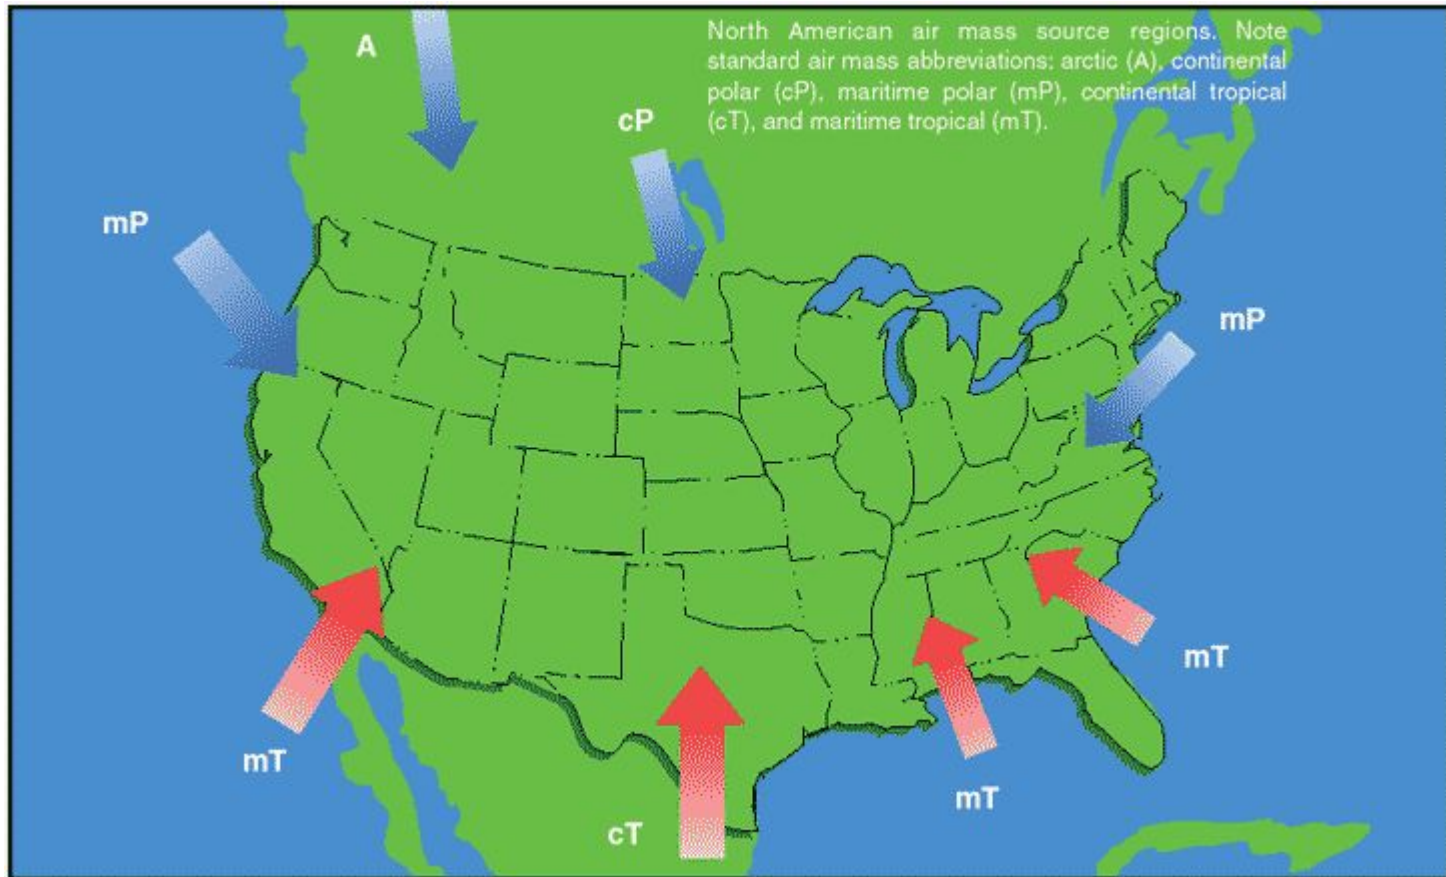 A
North American air mass source regions. Note
standard air mass abbreviations: arctic (A), continental
polar (cP), maritime polar (mP), continental tropical
(cT), and maritime tropical (mT).
cP
mP
mP
mT
mT
mT
cT